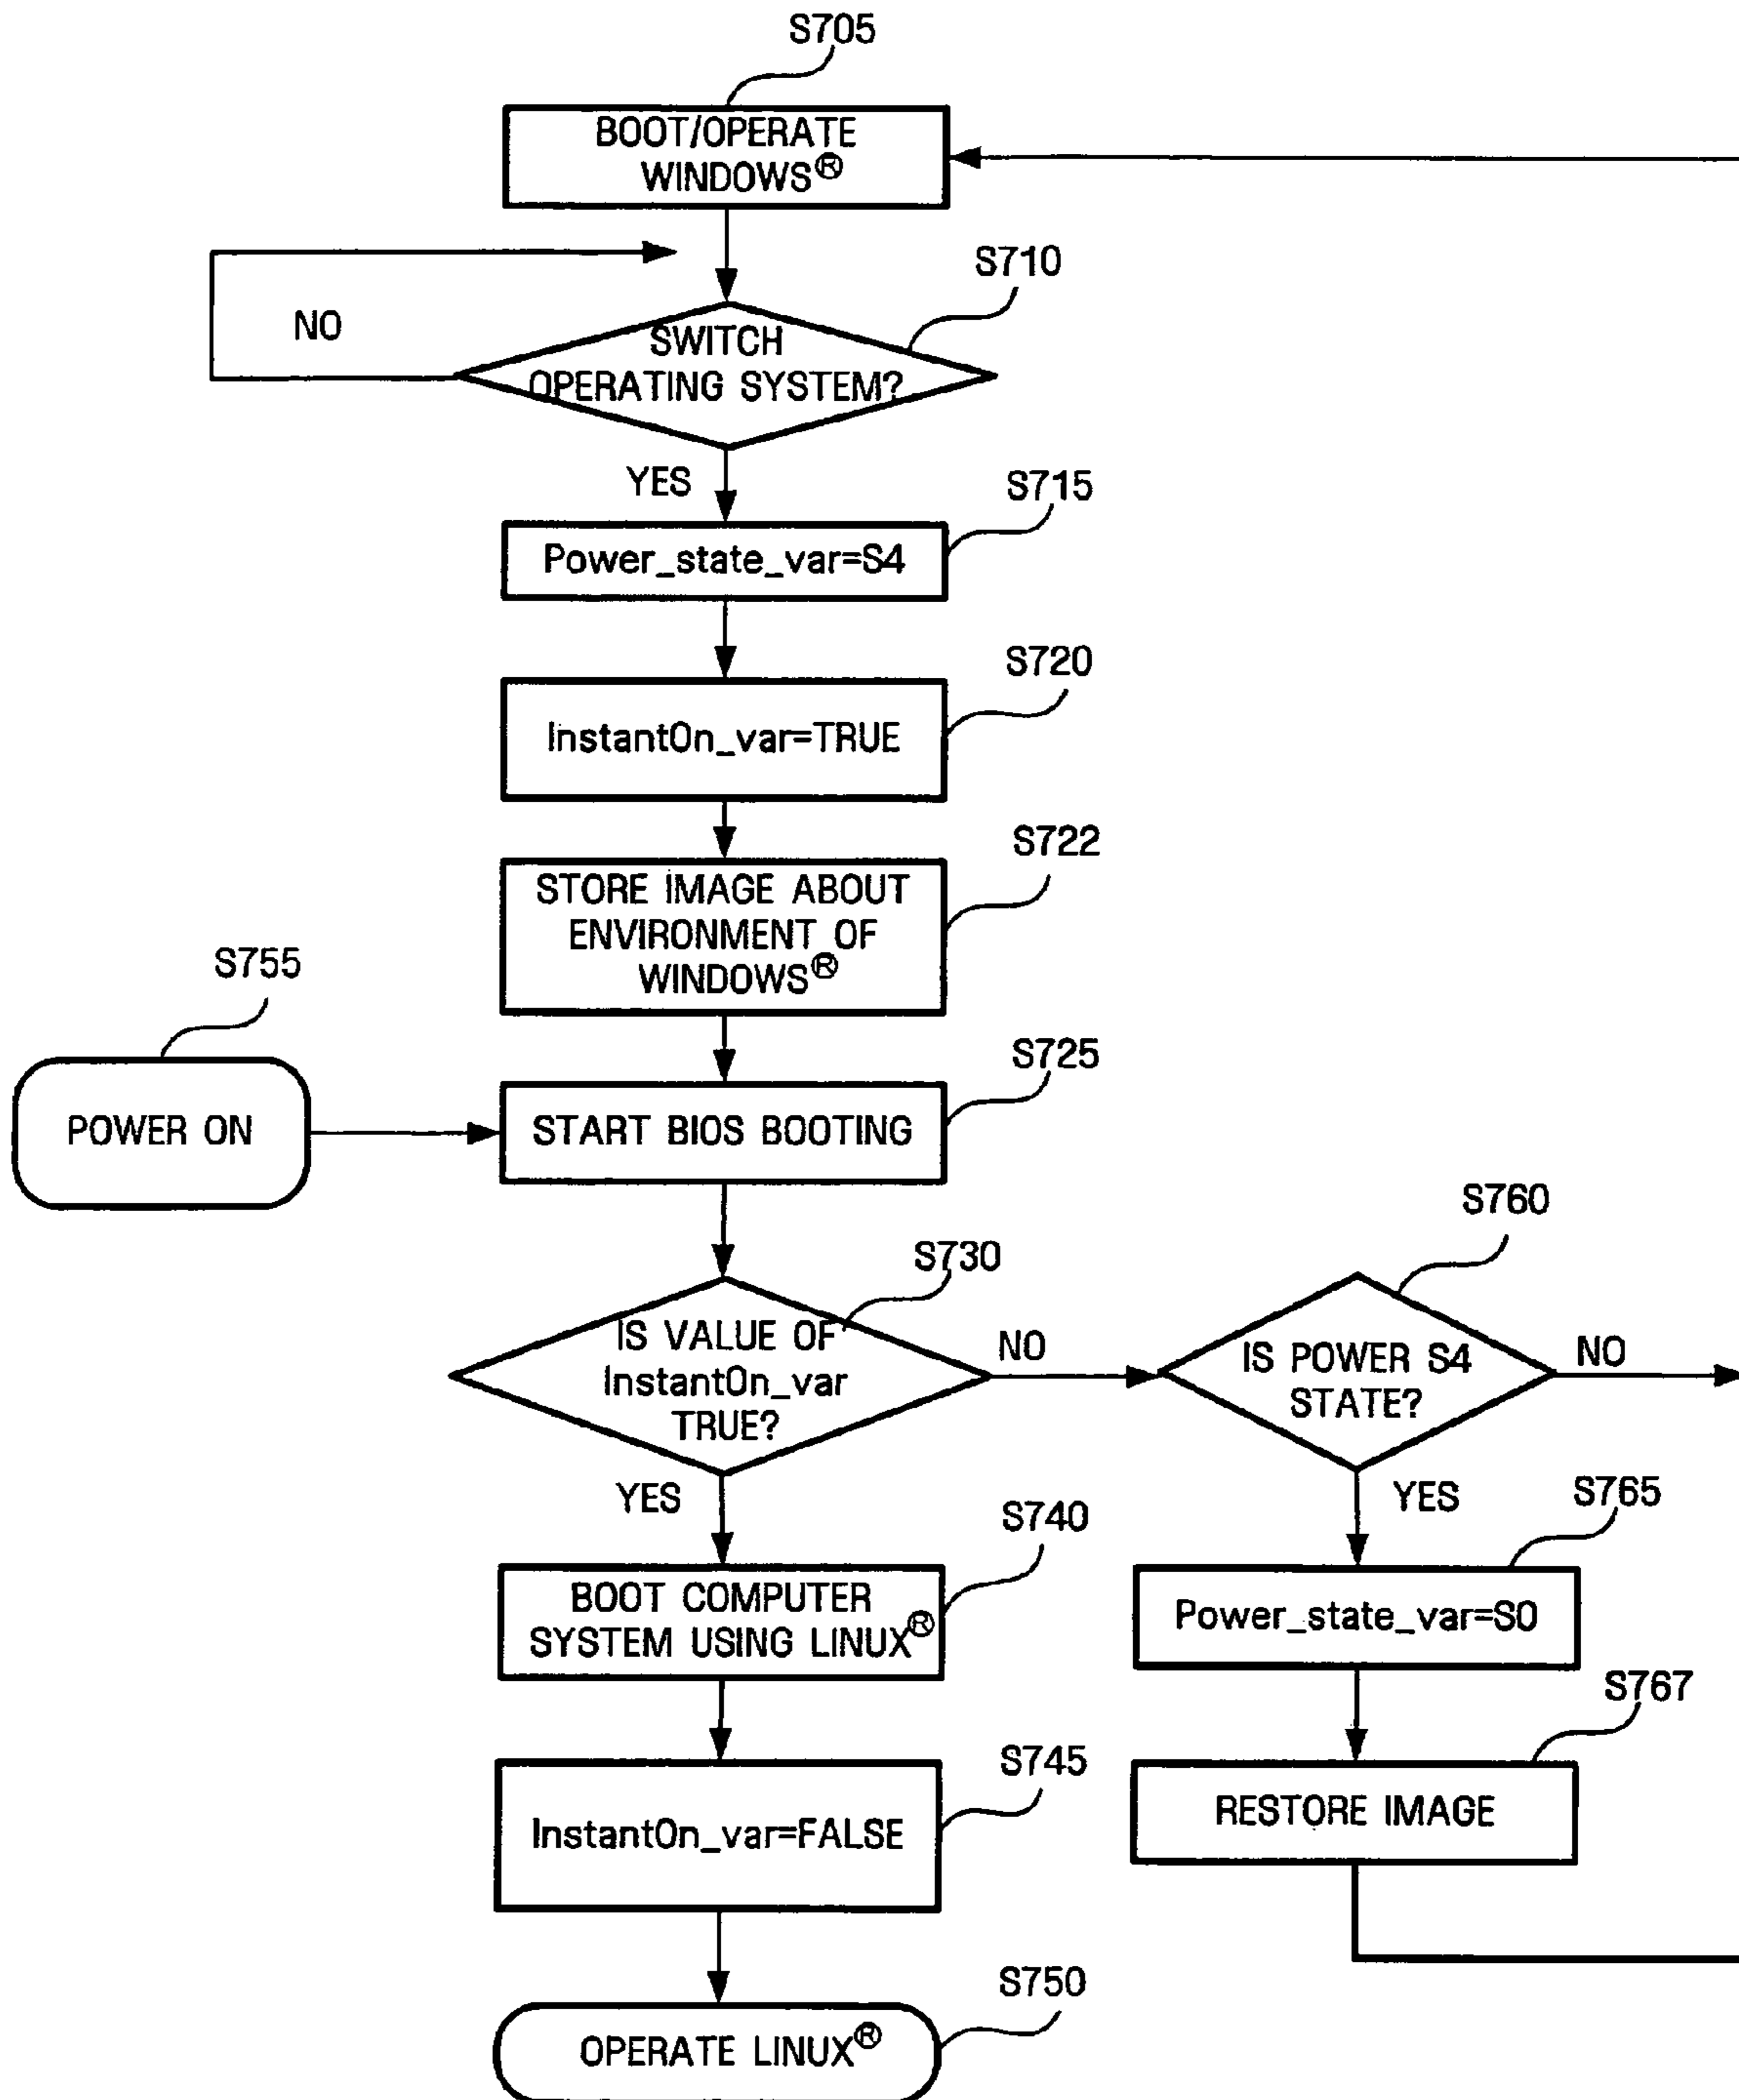 S705
BOOT/OPERATE
WINDOWS®
S710
NO
SWITCH
OPERATING SYSTEM?
YES
S715
Power_state_var=S4
S720
InstantOn_var=TRUE
S722
STORE IMAGE ABOUT
ENVIRONMENT OF
WINDOWS®
S755
POWER ON
S725
START BIOS BOOTING
S730
IS VALUE OF
InstantOn_var
TRUE?
NO
S760
IS POWER S4
STATE?
NO
YES
YES
S740
BOOT COMPUTER
SYSTEM USING LINUX®
S765
Power_state_var=S0
S745
InstantOn_var=FALSE
S767
RESTORE IMAGE
S750
OPERATE LINUX®